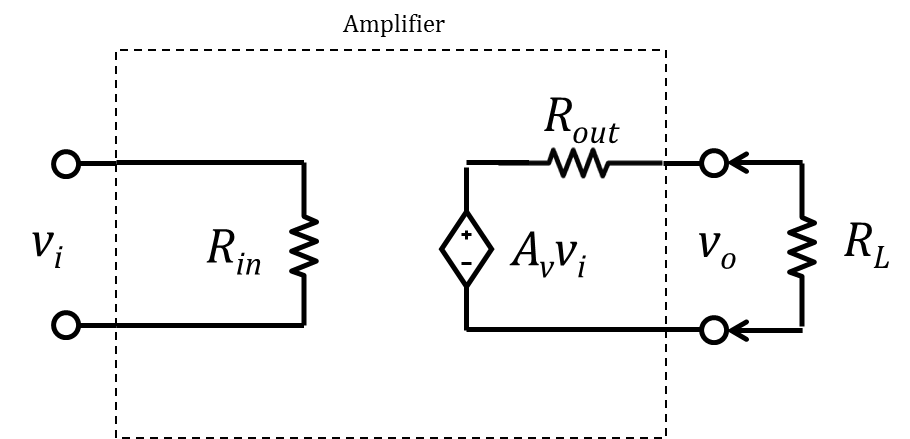 Amplifier
R_out
v_i
R_in
+
-
A_v v_i
v_o
R_L